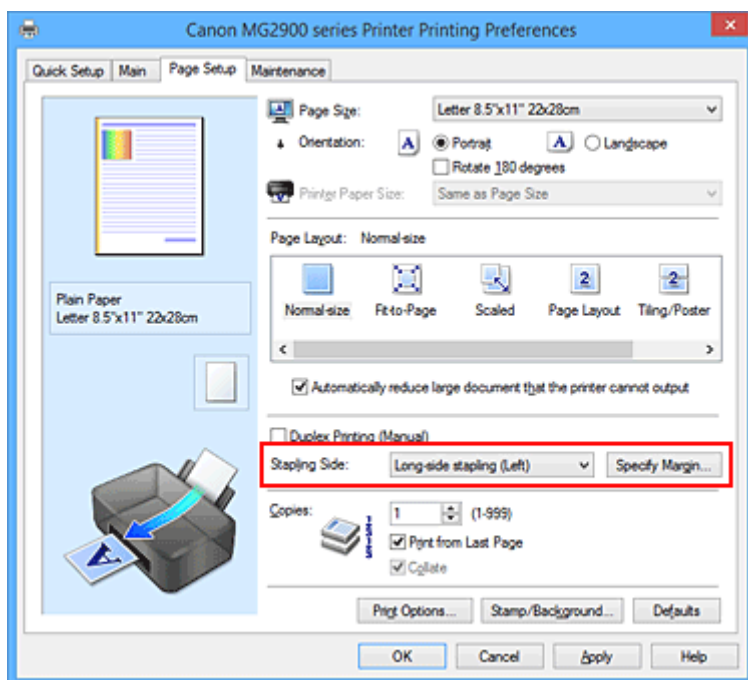 Canon MG2900 series Printer Printing Preferences
Quick Setup Main Page Setup Maintenance
Page Size: Letter 8.5"x11" 22x28cm
Orientation: A Portrait A Landscape
Rotate 180 degrees
Printer Paper Size: Same as Page Size
Page Layout: Normal-size
Plain Paper
Letter 8.5"x11" 22x28cm
2 2
Normal-size Fit-to-Page Scaled Page Layout Tiling/Poster
Automatically reduce large document that the printer cannot output
Duplex Printing (Manual)
Stapling Side: Long-side stapling (Left) Specify Margin...
Copies: 1 (1-999)
Print from Last Page
Collate
A
Print Options... Stamp/Background... Defaults
OK Cancel Apply Help